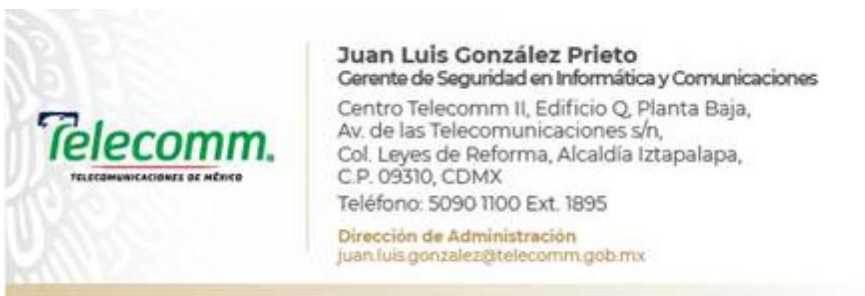 Telecomm.
TELECOMUNICACIONES DE MÉXICO
Juan Luis González Prieto
Gerente de Seguridad en Informática y Comunicaciones
Centro Telecomm II, Edificio Q, Planta Baja,
Av. de las Telecomunicaciones s/n,
Col. Leyes de Reforma, Alcaldía Iztapalapa,
C.P. 09310, CDMX
Teléfono: 5090 1100 Ext. 1895
Dirección de Administración
juan.luis.gonzalez@telecomm.gob.mx